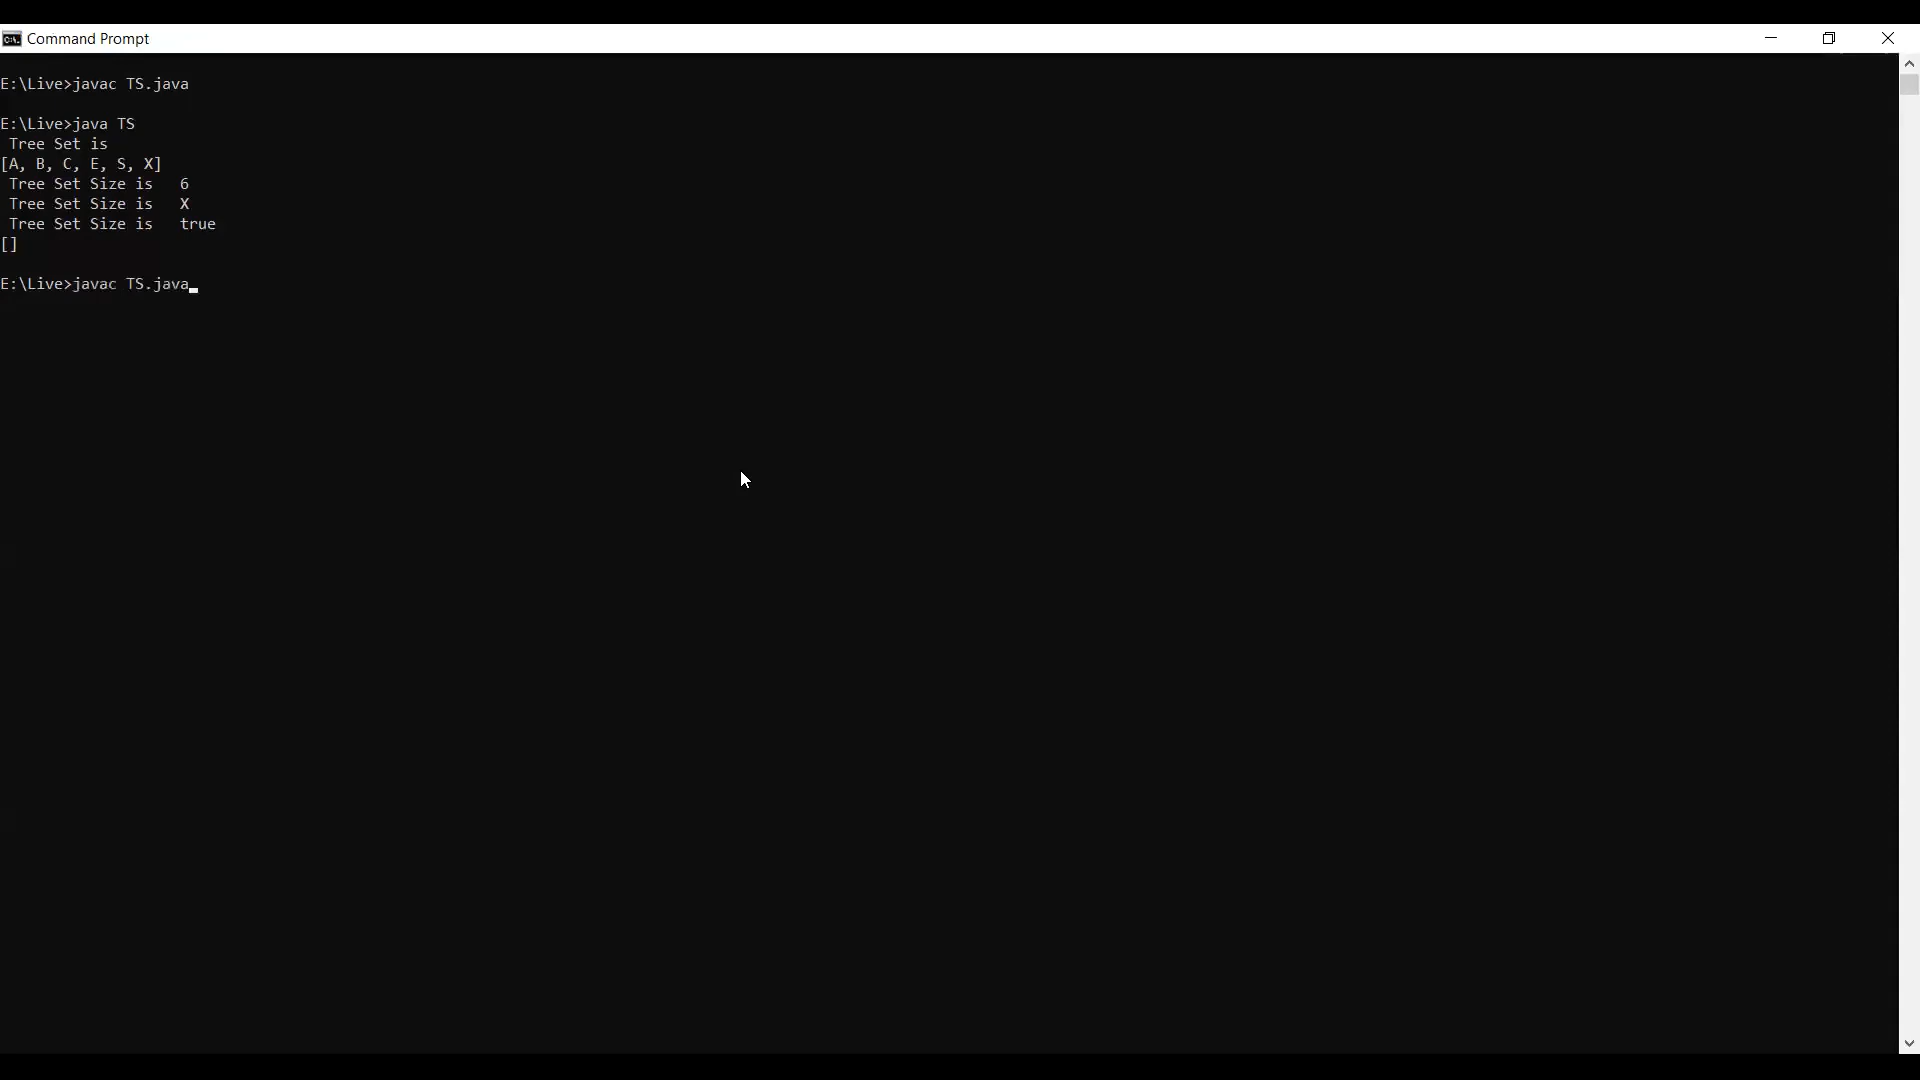 Command Prompt
E:\Live>javac TS.java
E:\Live>java TS
Tree Set is
[A, B, C, E, S, X]
Tree Set Size is   6
Tree Set Size is   X
Tree Set Size is   true
[]
E:\Live>javac TS.java